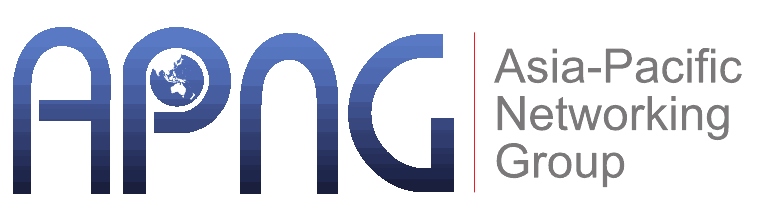 APNG
Asia-Pacific
Networking
Group